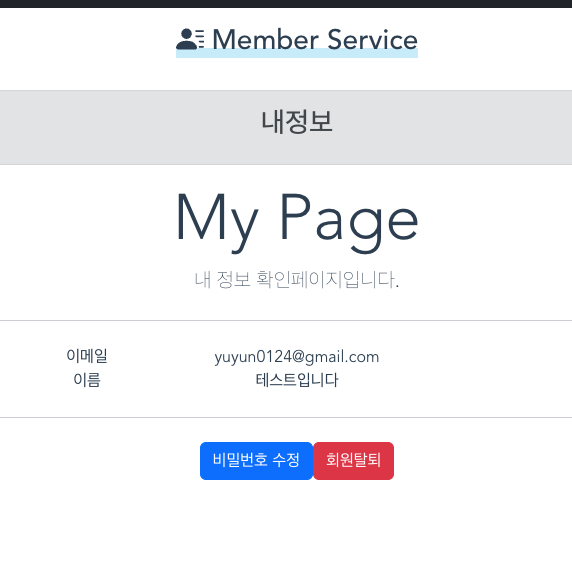 Member Service
내정보
My Page
내 정보 확인페이지입니다.
이메일 yuyun0124@gmail.com
이름 테스트입니다
비밀번호 수정 회원탈퇴